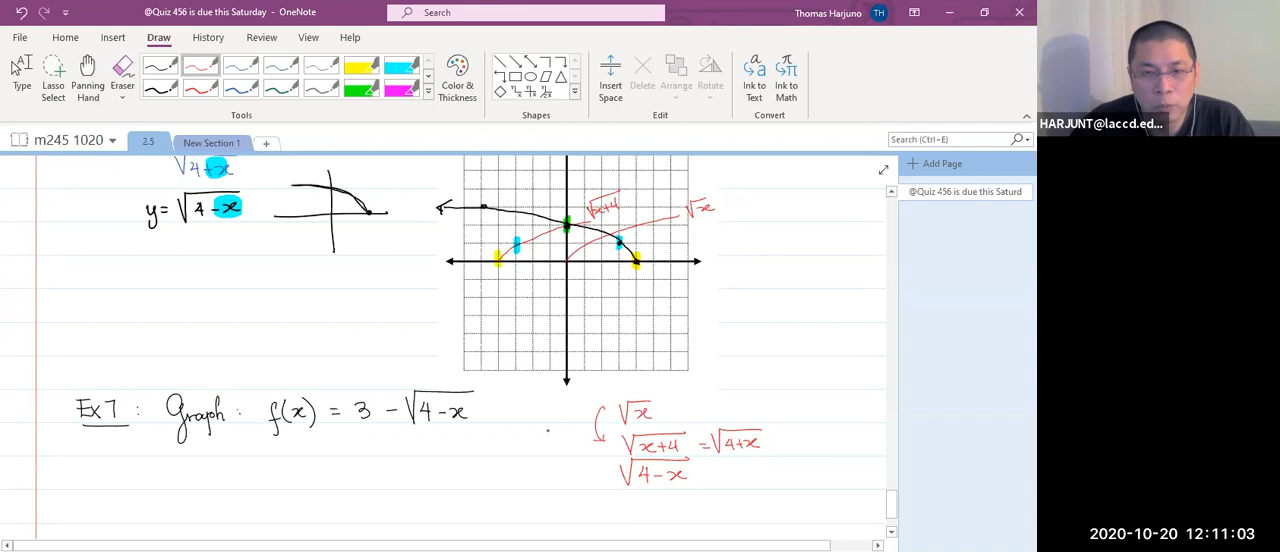 @Quiz 456 is due this Saturday - OneNote
Search
Thomas Harjuno TH
File Home Insert Draw History Review View Help
Type
Lasso Select
Panning Hand
Eraser
Color & Thickness
Insert Space
Delete
Arrange
Rotate
Ink to Text
Ink to Math
Tools
Shapes
Edit
Convert
m245 1020
2.5
New Section 1
Search (Ctrl+E)
Add Page
@Quiz 456 is due this Saturd
√4+x
y = √4-x
√x+4
√x
Ex7 : Graph : f(x) = 3 - √4-x
√x
√x+4 = √4+x
√4-x
HARJUNT@laccd.ed...
2020-10-20 12:11:03